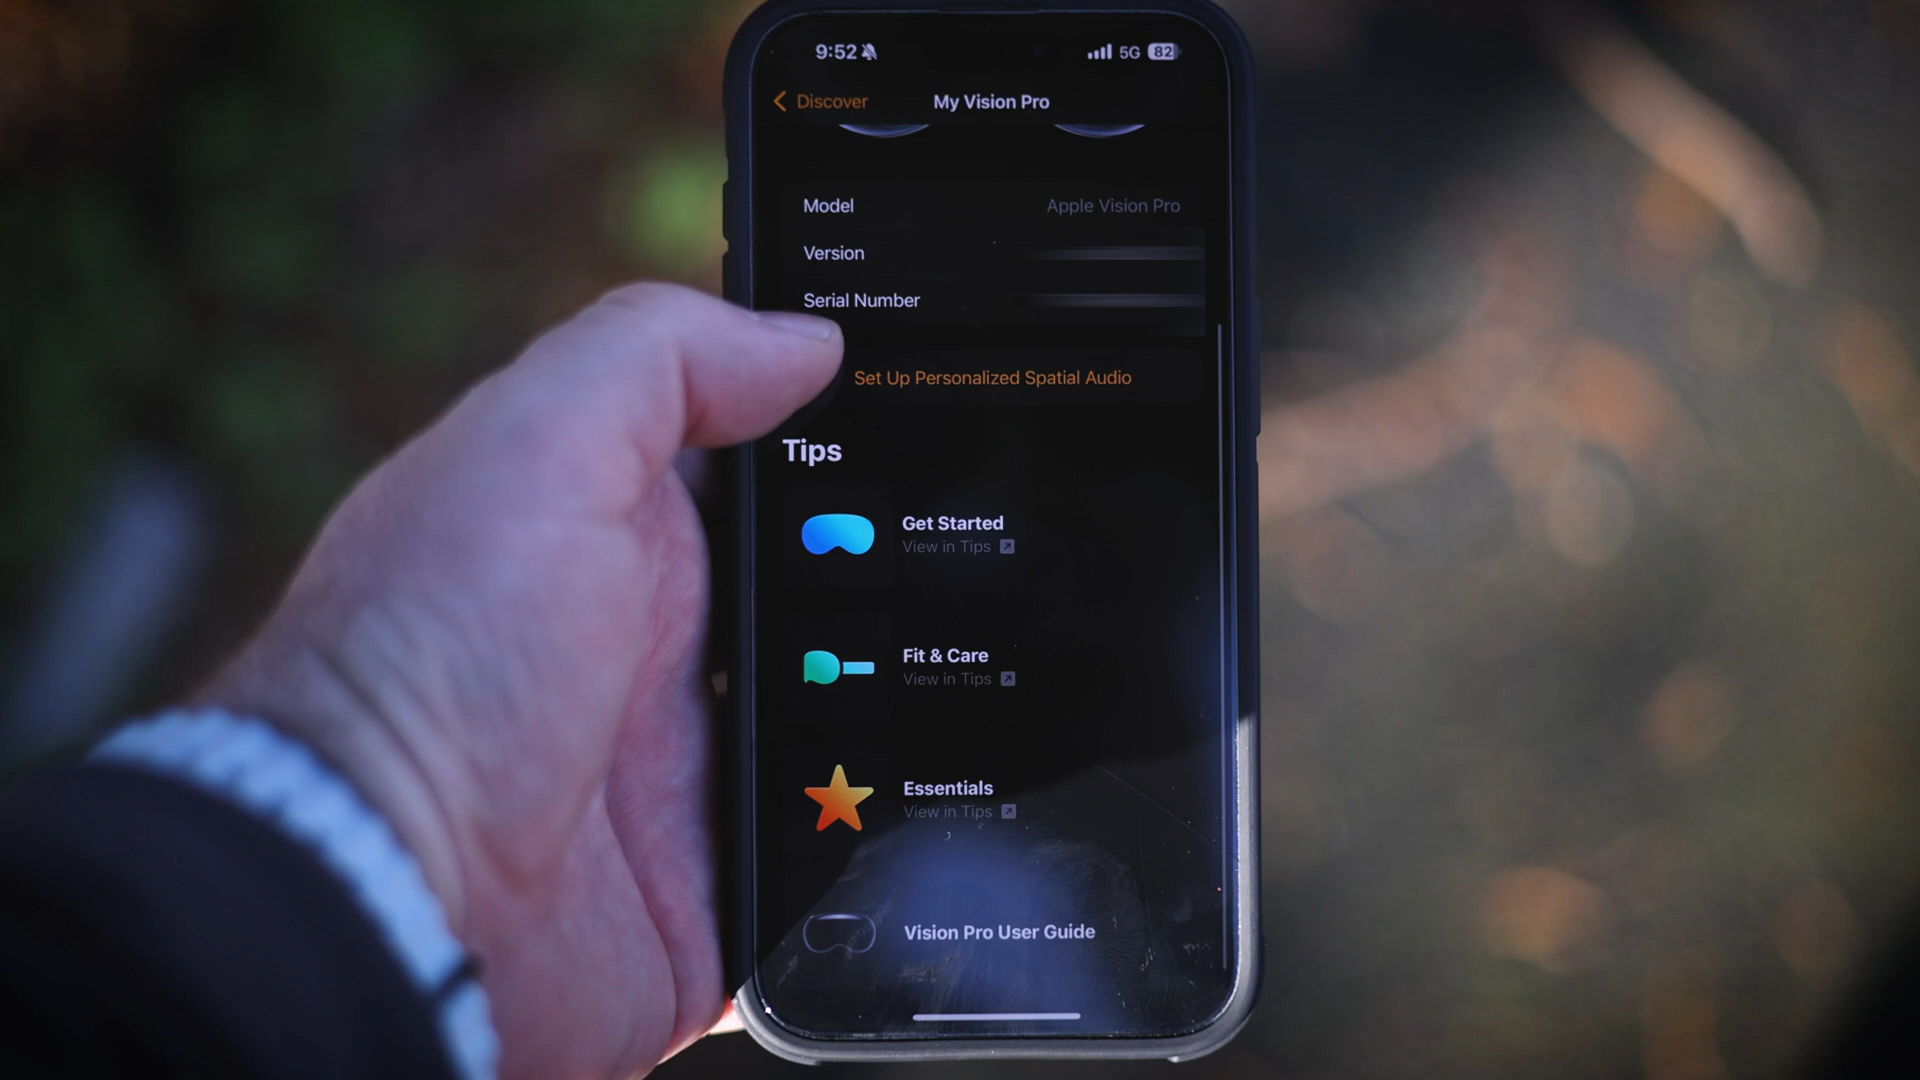 9:52 5G 82
Discover My Vision Pro
Model Apple Vision Pro
Version
Serial Number
Set Up Personalized Spatial Audio
Tips
Get Started
View in Tips
Fit & Care
View in Tips
Essentials
View in Tips
Vision Pro User Guide